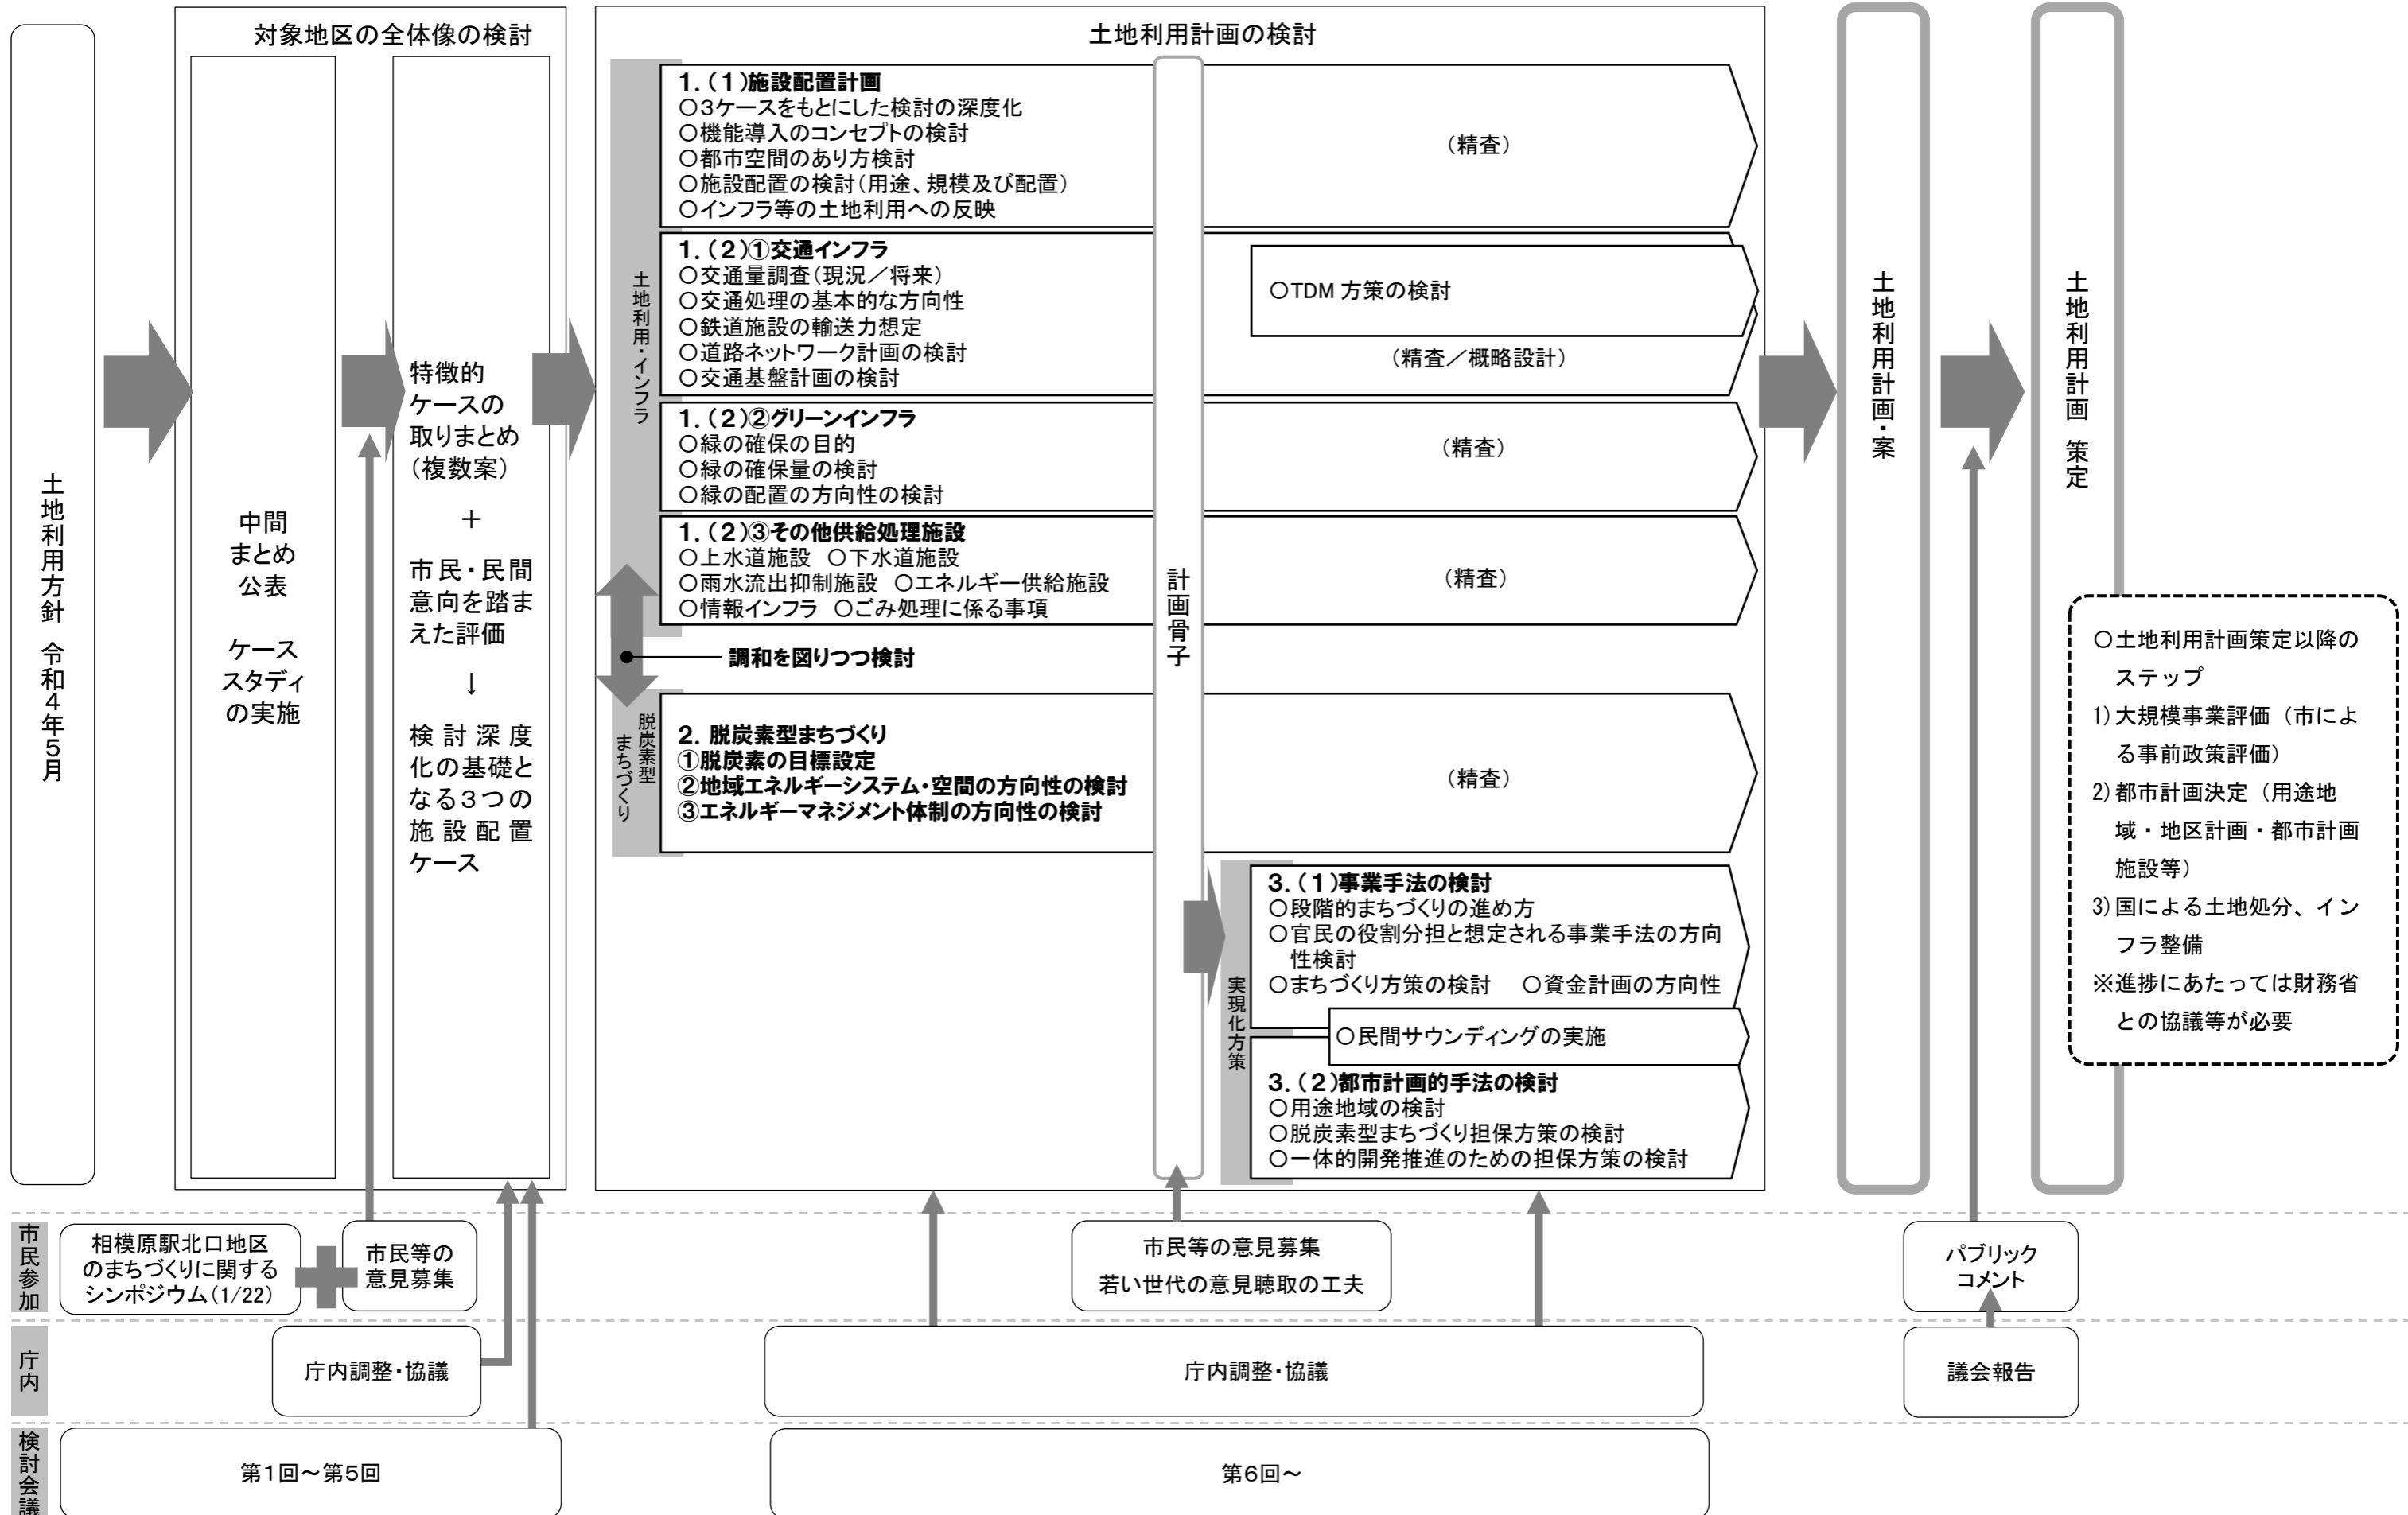 土地利用方針 令和4年5月
対象地区の全体像の検討
中間
まとめ
公表
ケース
スタディ
の実施
特徴的
ケースの
取りまとめ
(複数案)
+
市民・民間
意向を踏ま
えた評価
↓
検討深度
化の基礎と
なる3つの
施設配置
ケース
土地利用計画の検討
土地利用・インフラ
1.(1)施設配置計画
○3ケースをもとにした検討の深度化
○機能導入のコンセプトの検討
○都市空間のあり方検討
○施設配置の検討(用途、規模及び配置)
○インフラ等の土地利用への反映
(精査)
1.(2)①交通インフラ
○交通量調査(現況/将来)
○交通処理の基本的な方向性
○鉄道施設の輸送力想定
○道路ネットワーク計画の検討
○交通基盤計画の検討
○TDM 方策の検討
(精査/概略設計)
1.(2)②グリーンインフラ
○緑の確保の目的
○緑の確保量の検討
○緑の配置の方向性の検討
(精査)
1.(2)③その他供給処理施設
○上水道施設 ○下水道施設
○雨水流出抑制施設 ○エネルギー供給施設
○情報インフラ ○ごみ処理に係る事項
(精査)
調和を図りつつ検討
脱炭素型
まちづくり
2.脱炭素型まちづくり
①脱炭素の目標設定
②地域エネルギーシステム・空間の方向性の検討
③エネルギーマネジメント体制の方向性の検討
(精査)
計画骨子
実現化方策
3.(1)事業手法の検討
○段階的まちづくりの進め方
○官民の役割分担と想定される事業手法の方向
性検討
○まちづくり方策の検討 ○資金計画の方向性
○民間サウンディングの実施
3.(2)都市計画的手法の検討
○用途地域の検討
○脱炭素型まちづくり担保方策の検討
○一体的開発推進のための担保方策の検討
土地利用計画・案
土地利用計画 策定
○土地利用計画策定以降の
ステップ
1)大規模事業評価(市によ
る事前政策評価)
2)都市計画決定(用途地
域・地区計画・都市計画
施設等)
3)国による土地処分、イン
フラ整備
※進捗にあたっては財務省
との協議等が必要
市民参加
相模原駅北口地区
のまちづくりに関する
シンポジウム(1/22)
市民等の
意見募集
市民等の意見募集
若い世代の意見聴取の工夫
パブリック
コメント
庁内
庁内調整・協議
庁内調整・協議
議会報告
検討会議
第1回~第5回
第6回~